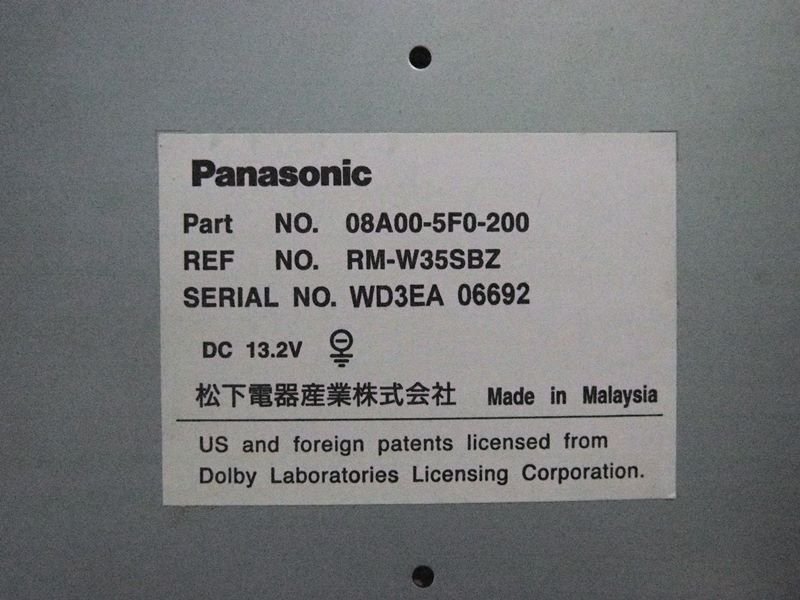 Panasonic
Part NO. 08A00-5F0-200
REF NO. RM-W35SBZ
SERIAL NO. WD3EA 06692
DC 13.2V
松下電器産業株式会社 Made in Malaysia
US and foreign patents licensed from
Dolby Laboratories Licensing Corporation.